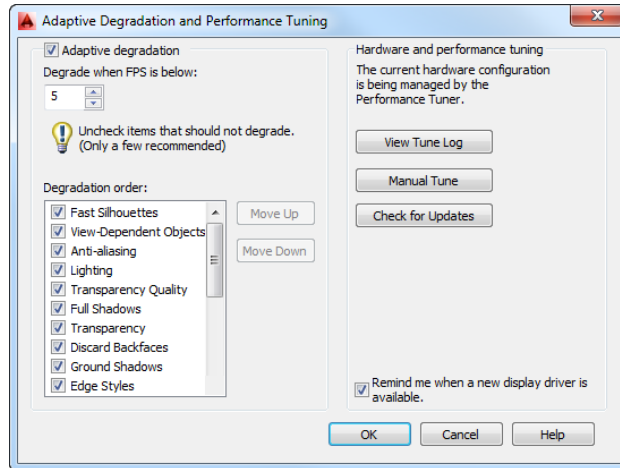 Adaptive Degradation and Performance Tuning
Adaptive degradation
Degrade when FPS is below:
5
Uncheck items that should not degrade.
(Only a few recommended)
Degradation order:
Fast Silhouettes
View-Dependent Objects
Anti-aliasing
Lighting
Transparency Quality
Full Shadows
Transparency
Discard Backfaces
Ground Shadows
Edge Styles
Move Up
Move Down
Hardware and performance tuning
The current hardware configuration
is being managed by the
Performance Tuner.
View Tune Log
Manual Tune
Check for Updates
Remind me when a new display driver is
available.
OK
Cancel
Help